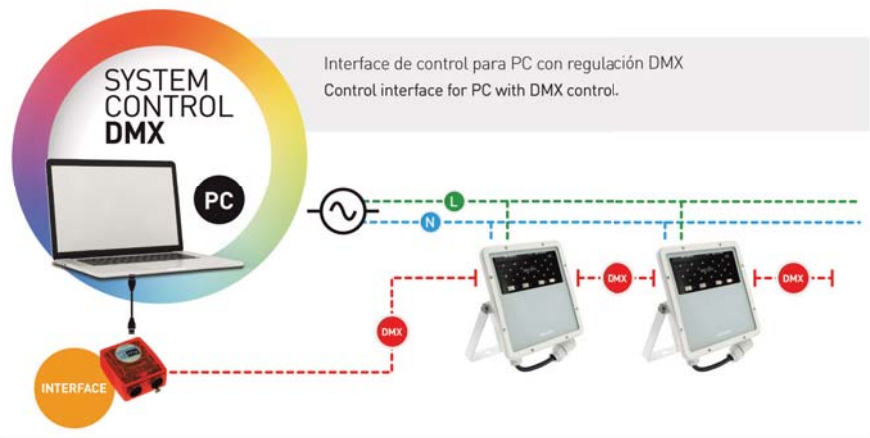 SYSTEM
CONTROL
DMX
PC
Interface de control para PC con regulación DMX
Control interface for PC with DMX control.
L
N
DMX
DMX
DMX
INTERFACE